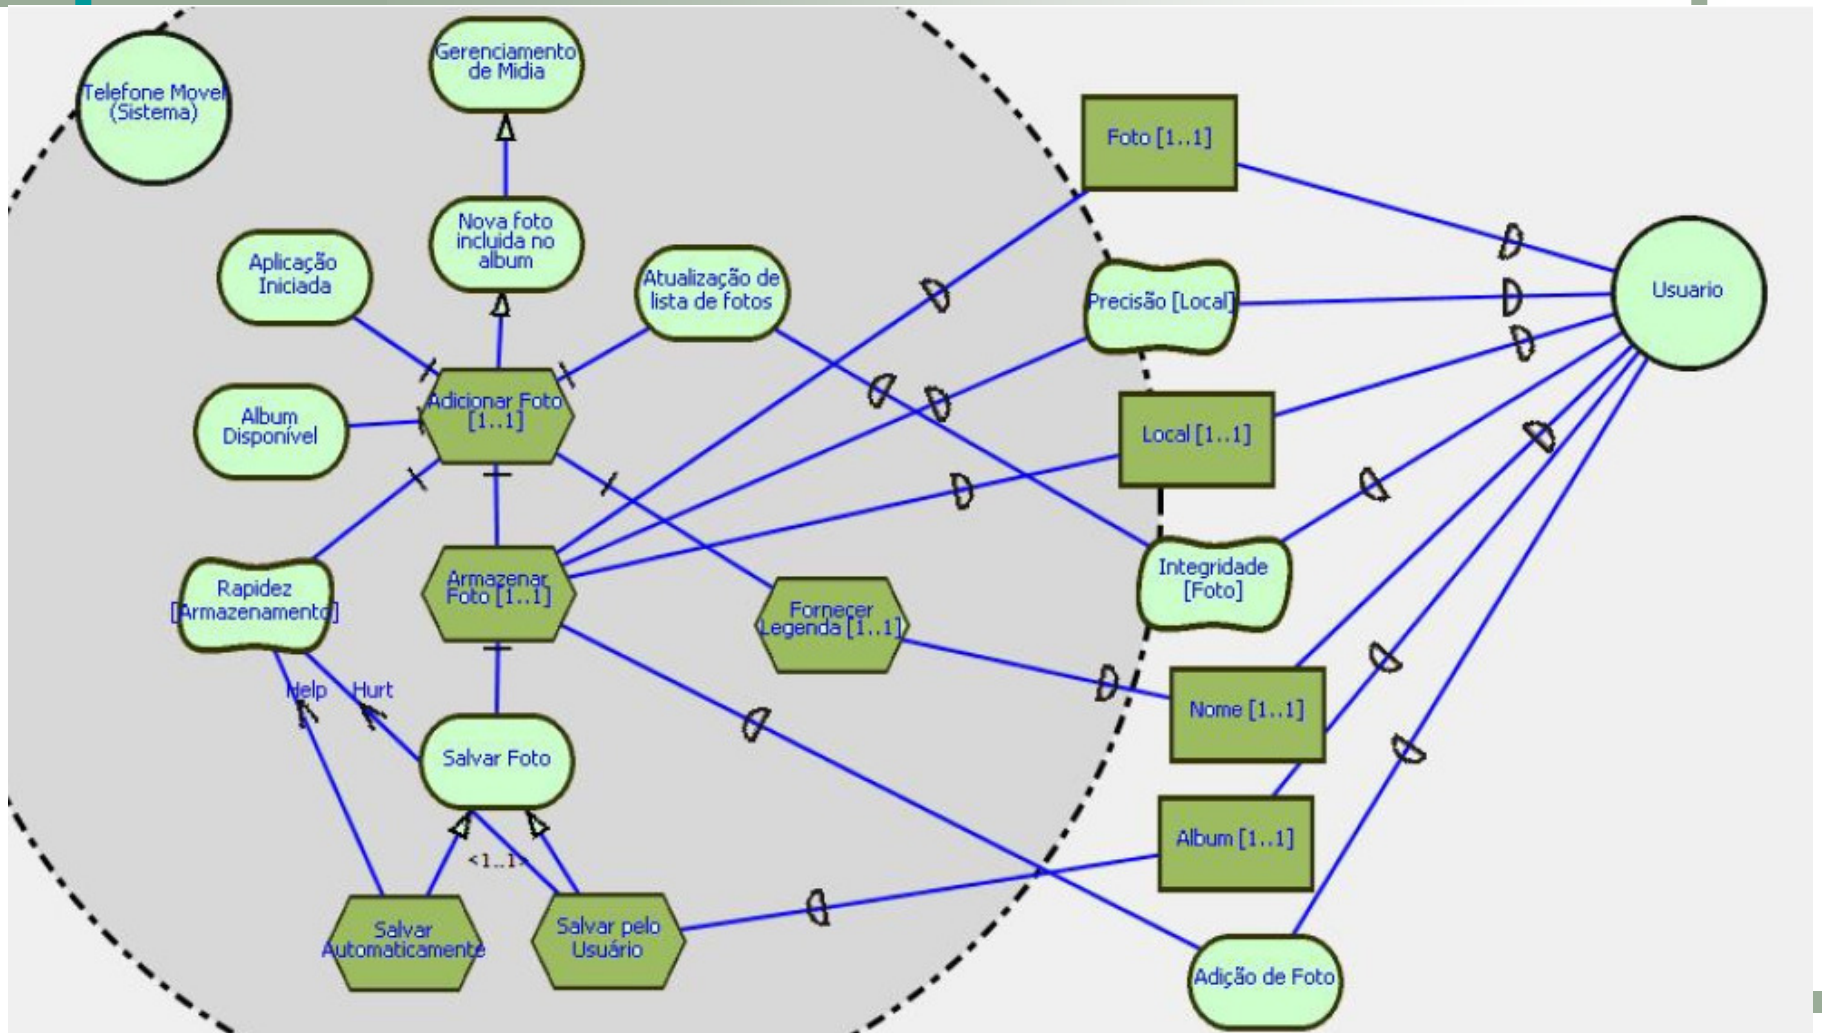 Gerenciamento
de Midia
Telefone Movel
(Sistema)
Foto [1..1]
Nova foto
incluida no
album
Aplicação
Iniciada
Atualização de
lista de fotos
Precisão [Local]
Usuario
Adicionar Foto
[1..1]
Album
Disponível
Local [1..1]
Rapidez
[Armazenamento]
Armazenar
Foto [1..1]
Integridade
[Foto]
Fornecer
Legenda [1..1]
Help
Hurt
Nome [1..1]
Salvar Foto
<1..1>
Album [1..1]
Salvar
Automaticamente
Salvar pelo
Usuário
Adição de Foto